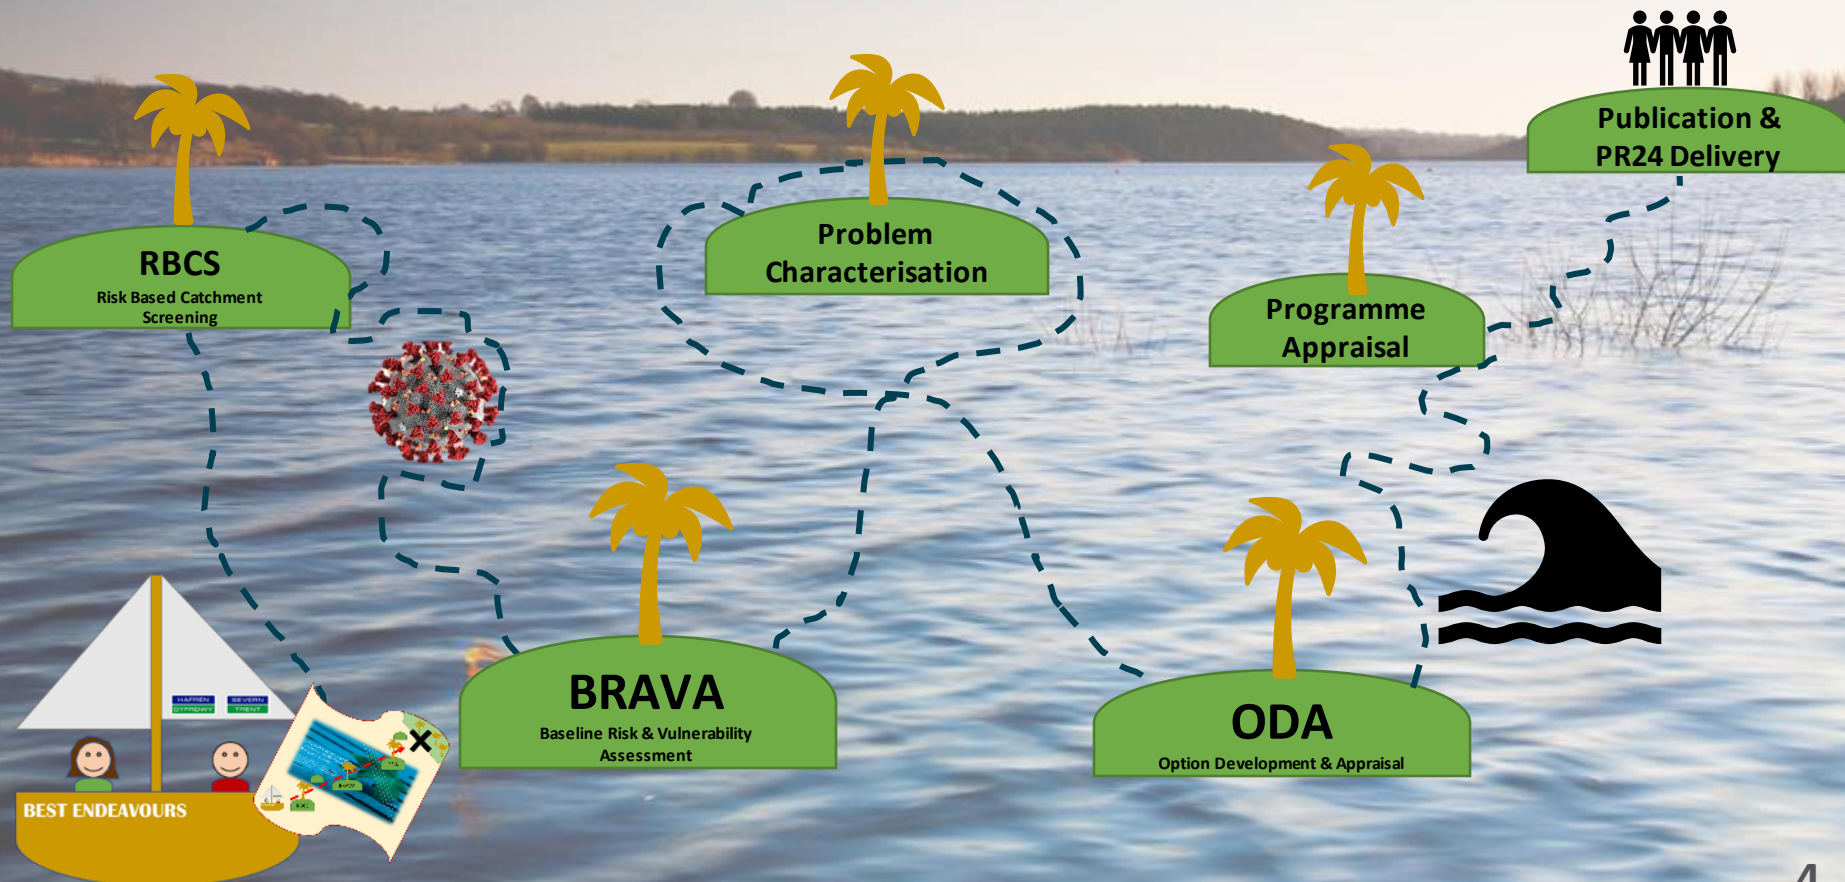 Publication &
PR24 Delivery
Problem
Characterisation
RBCS
Risk Based Catchment
Screening
Programme
Appraisal
BRAVA
Baseline Risk & Vulnerability
Assessment
ODA
Option Development & Appraisal
HAFREN
DYFRDWY
SEVERN
TRENT
BEST ENDEAVOURS
4